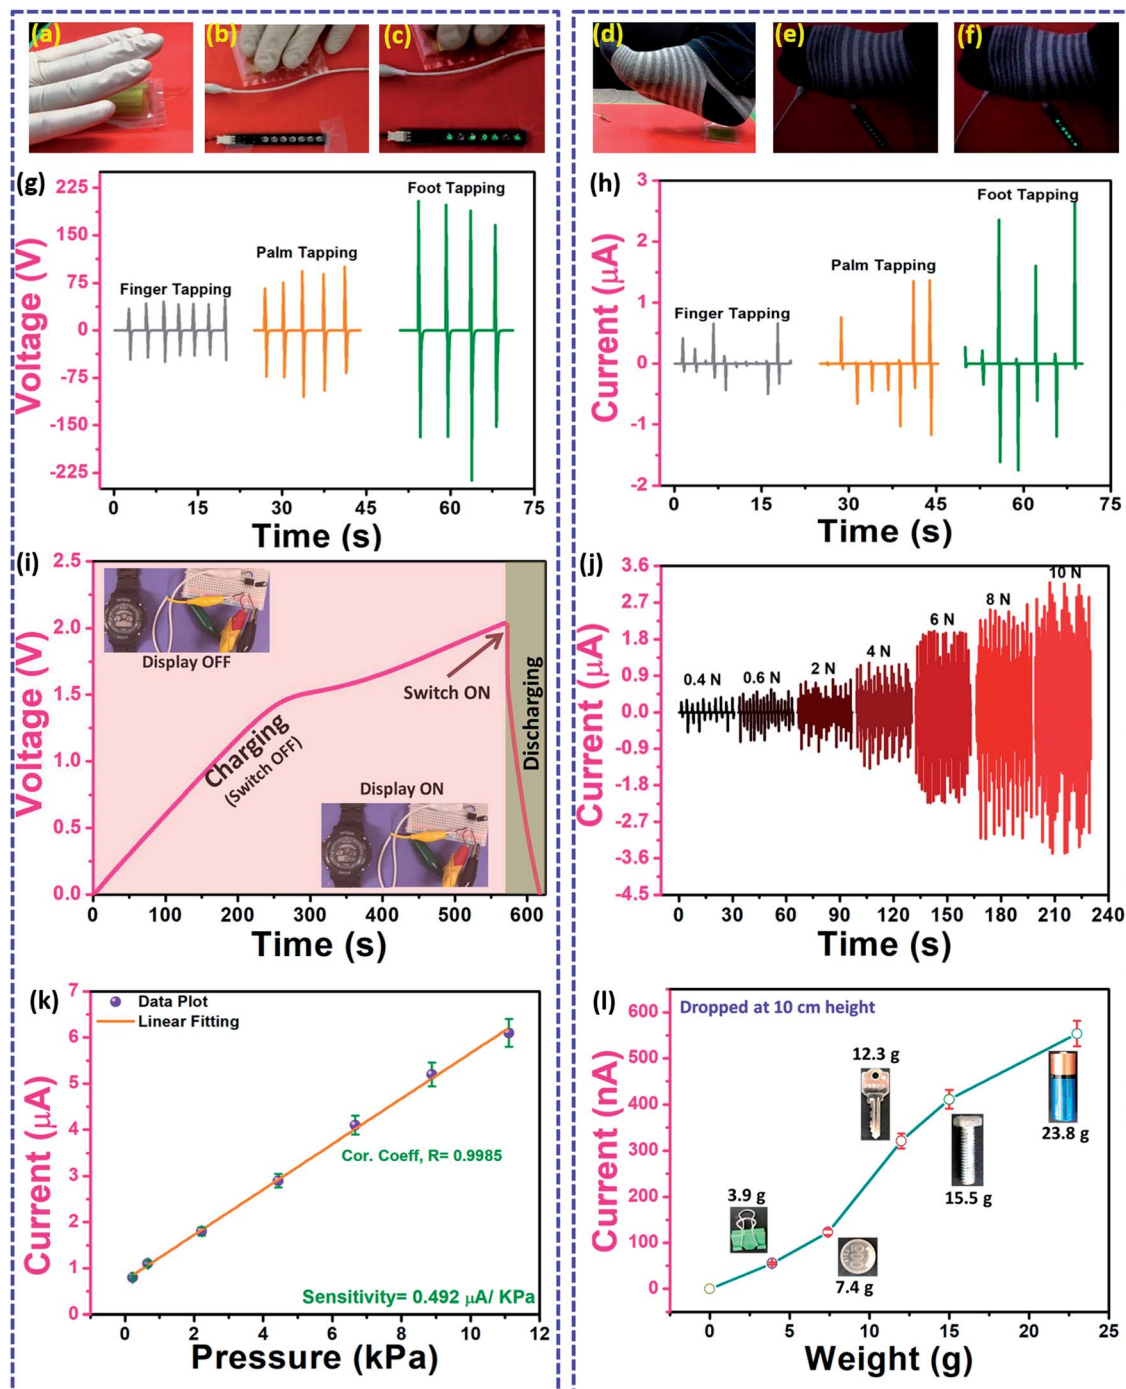 (a)
(b)
(c)
(d)
(e)
(f)
(g)
225
150
75
0
-75
-150
-225
Voltage (V)
Finger Tapping
Palm Tapping
Foot Tapping
0
15
30
45
60
75
Time (s)
(h)
3
2
1
0
-1
-2
Current (μA)
Finger Tapping
Palm Tapping
Foot Tapping
0
15
30
45
60
75
Time (s)
(i)
2.5
2.0
1.5
1.0
0.5
0.0
Voltage (V)
Display OFF
Charging
(Switch OFF)
Switch ON
Discharging
Display ON
0
100
200
300
400
500
600
Time (s)
(j)
3.6
2.7
1.8
0.9
0.0
-0.9
-1.8
-2.7
-3.6
-4.5
Current (μA)
0.4 N
0.6 N
2 N
4 N
6 N
8 N
10 N
0
30
60
90
120
150
180
210
240
Time (s)
(k)
7
6
5
4
3
2
1
0
Current (μA)
Data Plot
Linear Fitting
Cor. Coeff, R= 0.9985
Sensitivity= 0.492 μA/ KPa
0
2
4
6
8
10
12
Pressure (kPa)
(l)
600
500
400
300
200
100
0
Current (nA)
Dropped at 10 cm height
3.9 g
7.4 g
12.3 g
15.5 g
23.8 g
0
5
10
15
20
25
Weight (g)